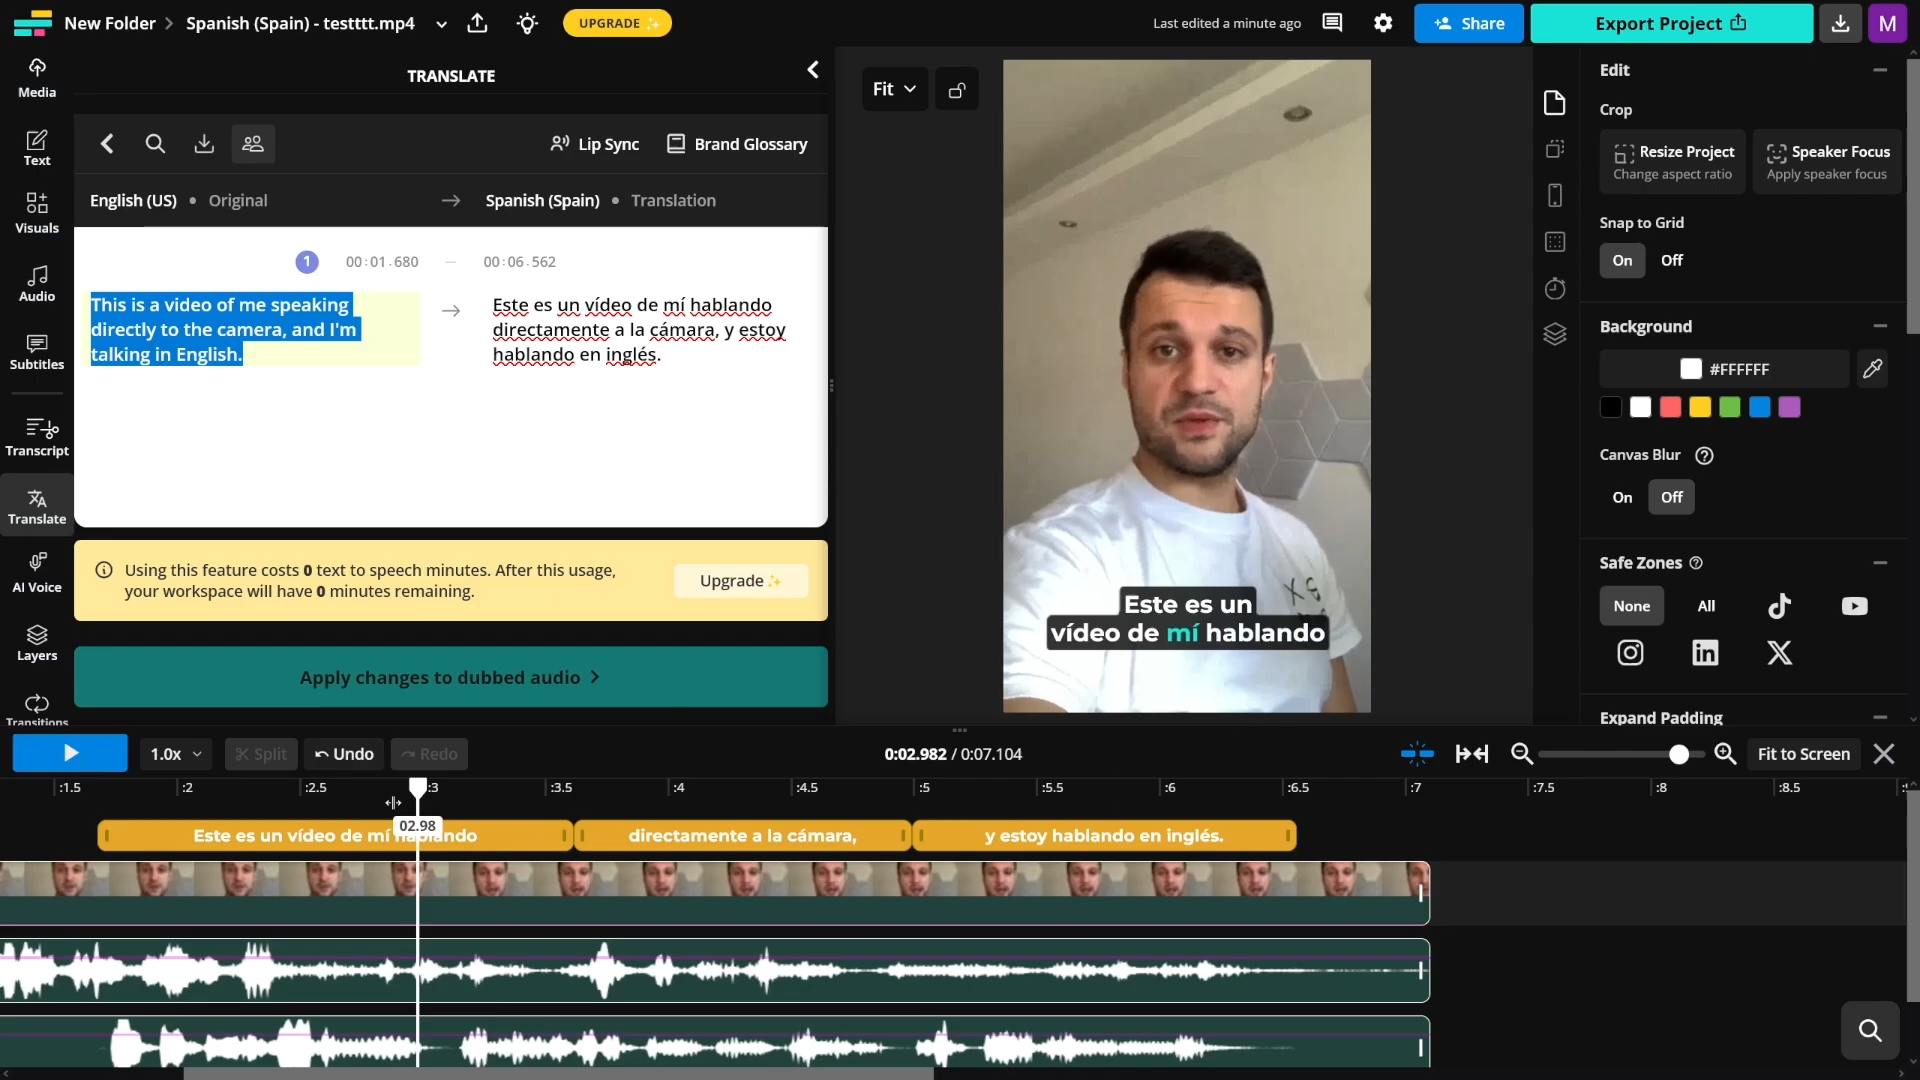 New Folder > Spanish (Spain) - testttt.mp4
UPGRADE
Last edited a minute ago
Share
Export Project
M
Media
Text
Visuals
Audio
Subtitles
Transcript
Translate
AI Voice
Layers
Transitions
TRANSLATE
Lip Sync
Brand Glossary
English (US) • Original → Spanish (Spain) • Translation
1 00:01.680 — 00:06.562
This is a video of me speaking
directly to the camera, and I'm
talking in English.
→
Este es un vídeo de mí hablando
directamente a la cámara, y estoy
hablando en inglés.
Using this feature costs 0 text to speech minutes. After this usage,
your workspace will have 0 minutes remaining.
Upgrade
Apply changes to dubbed audio >
Fit
Este es un
vídeo de mí hablando
Edit
Crop
Resize Project
Change aspect ratio
Speaker Focus
Apply speaker focus
Snap to Grid
On Off
Background
#FFFFFF
Canvas Blur
On Off
Safe Zones
None All
Expand Padding
1.0x
Split
Undo
Redo
0:02.982 / 0:07.104
Fit to Screen
:1.5 :2 :2.5 :3 :3.5 :4 :4.5 :5 :5.5 :6 :6.5 :7 :7.5 :8 :8.5
02.98
Este es un vídeo de mí hablando
directamente a la cámara,
y estoy hablando en inglés.